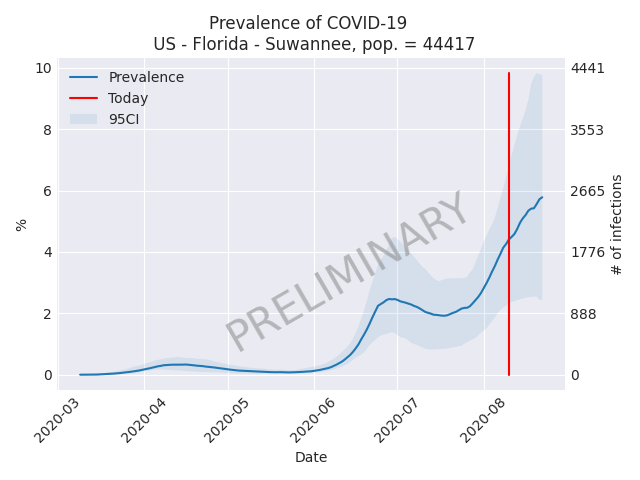 Prevalence of COVID-19
US - Florida - Suwannee, pop. = 44417
Prevalence
Today
95CI
PRELIMINARY
10
8
6
4
2
0
%
4441
3553
2665
1776
888
0
# of infections
2020-03
2020-04
2020-05
2020-06
2020-07
2020-08
Date